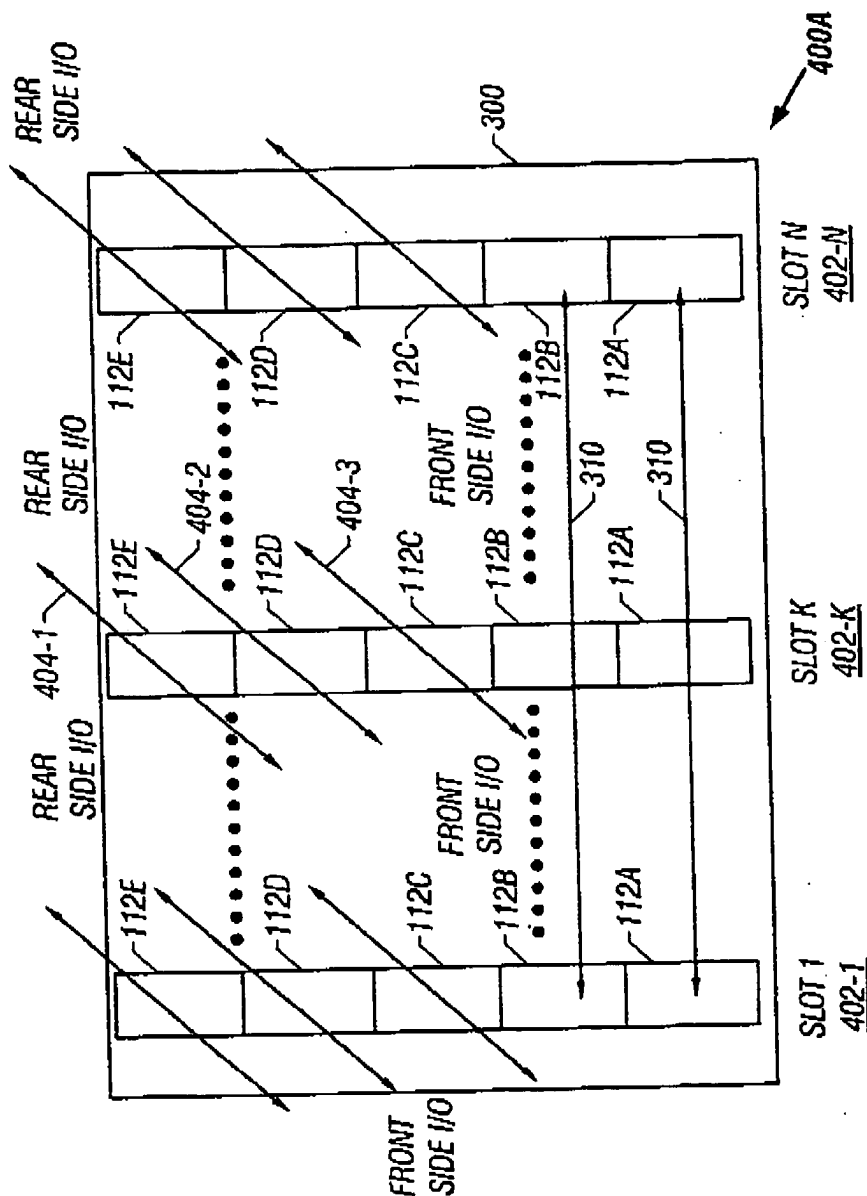 REAR
SIDE I/O
REAR
SIDE I/O
REAR
SIDE I/O
404-1
112E
112E
404-2
112E
300
112D
112D
112D
404-3
112C
112C
112C
FRONT
SIDE I/O
FRONT
SIDE I/O
FRONT
SIDE I/O
112B
112B
112B
310
112A
112A
112A
310
SLOT 1
402-1
SLOT K
402-K
SLOT N
402-N
400A